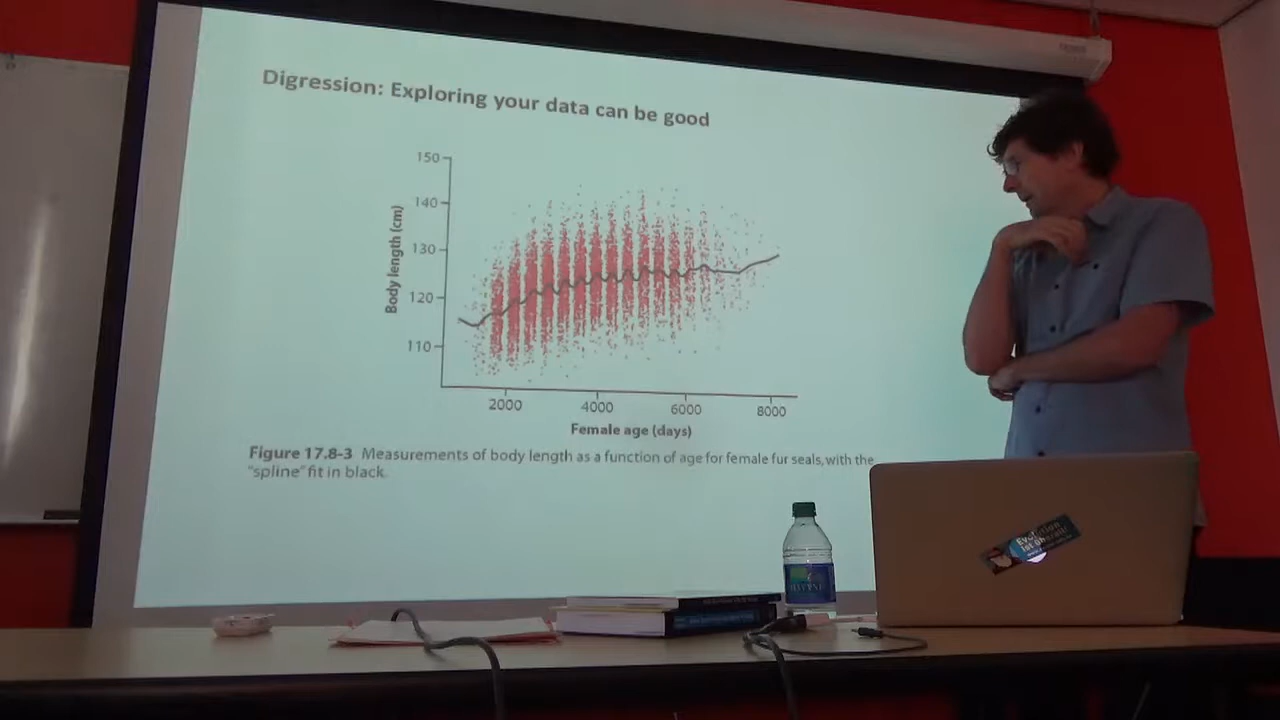 Digression: Exploring your data can be good
150
140
130
120
110
Body length (cm)
2000 4000 6000 8000
Female age (days)
Figure 17.8-3 Measurements of body length as a function of age for female fur seals, with the
"spline" fit in black.
Evolution